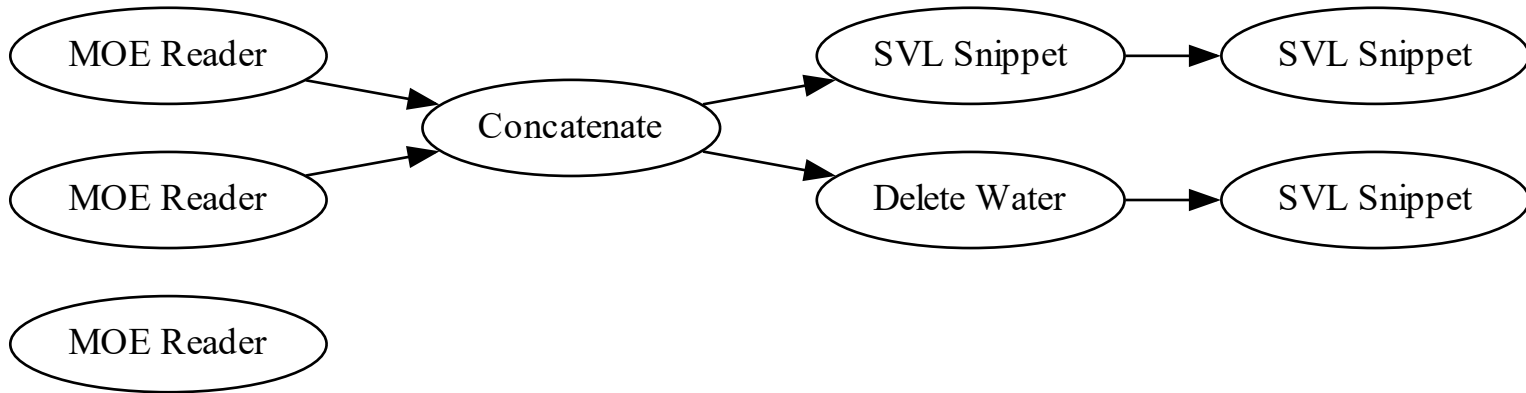 MOE Reader
SVL Snippet
SVL Snippet
Concatenate
MOE Reader
Delete Water
SVL Snippet
MOE Reader